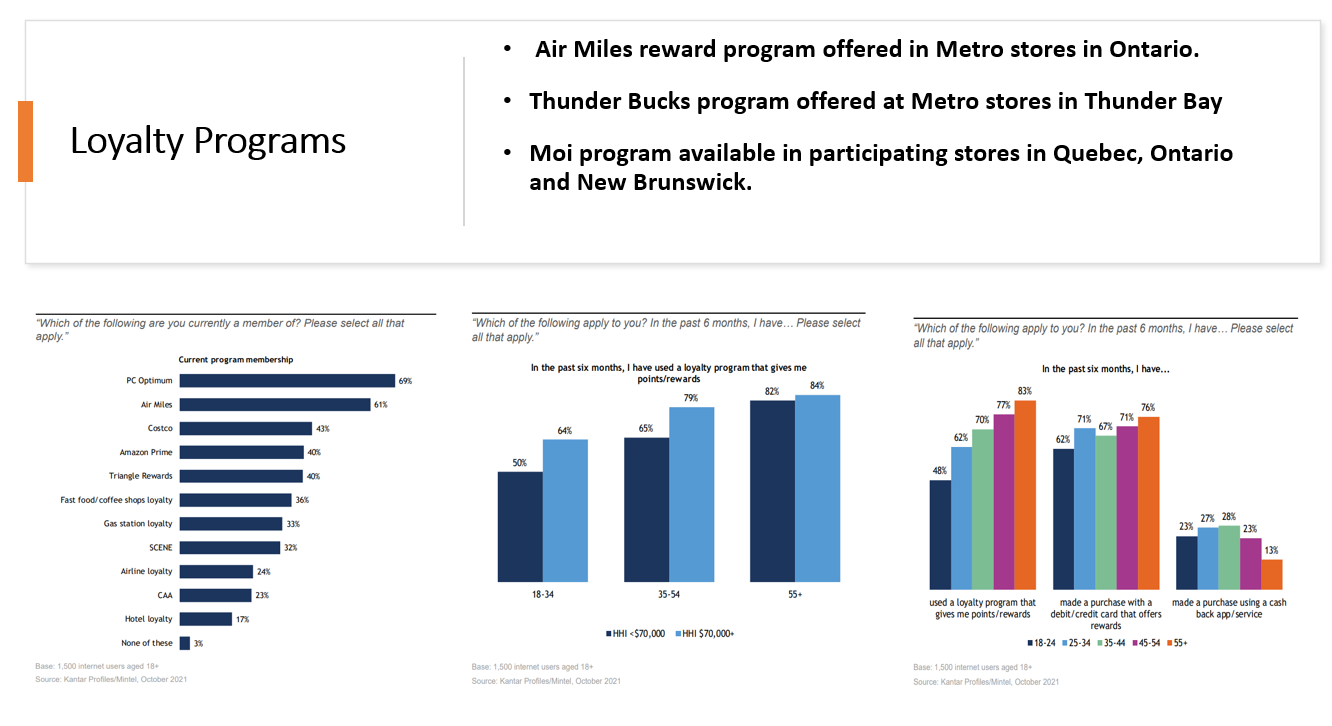 Loyalty Programs
• Air Miles reward program offered in Metro stores in Ontario.
• Thunder Bucks program offered at Metro stores in Thunder Bay
• Moi program available in participating stores in Quebec, Ontario
and New Brunswick.
“Which of the following are you currently a member of? Please select all that
apply.”
Current program membership
PC Optimum 69%
Air Miles 61%
Costco 43%
Amazon Prime 40%
Triangle Rewards 40%
Fast food/coffee shops loyalty 36%
Gas station loyalty 33%
SCENE 32%
Airline loyalty 24%
CAA 23%
Hotel loyalty 17%
None of these 3%
Base: 1,500 internet users aged 18+
Source: Kantar Profiles/Mintel, October 2021
“Which of the following apply to you? In the past 6 months, I have… Please select
all that apply.”
In the past six months, I have used a loyalty program that gives me
points/rewards
50% 64% 65% 79% 82% 84%
18-34 35-54 55+
HHI <$70,000 HHI $70,000+
Base: 1,500 internet users aged 18+
Source: Kantar Profiles/Mintel, October 2021
“Which of the following apply to you? In the past 6 months, I have… Please select
all that apply.”
In the past six months, I have...
48% 62% 70% 77% 83%
62% 71% 67% 71% 76%
23% 27% 28% 23% 13%
used a loyalty program that
gives me points/rewards
made a purchase with a
debit/credit card that offers
rewards
made a purchase using a cash
back app/service
18-24 25-34 35-44 45-54 55+
Base: 1,500 internet users aged 18+
Source: Kantar Profiles/Mintel, October 2021